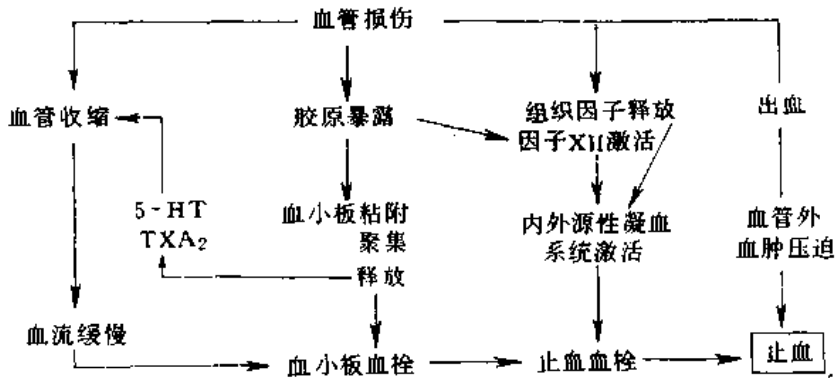 血管损伤
血管收缩
胶原暴露
组织因子释放
因子XII激活
出血
5-HT
TXA₂
血小板粘附
聚集
释放
内外源性凝血
系统激活
血管外
血肿压迫
血流缓慢
血小板血栓
止血血栓
止血